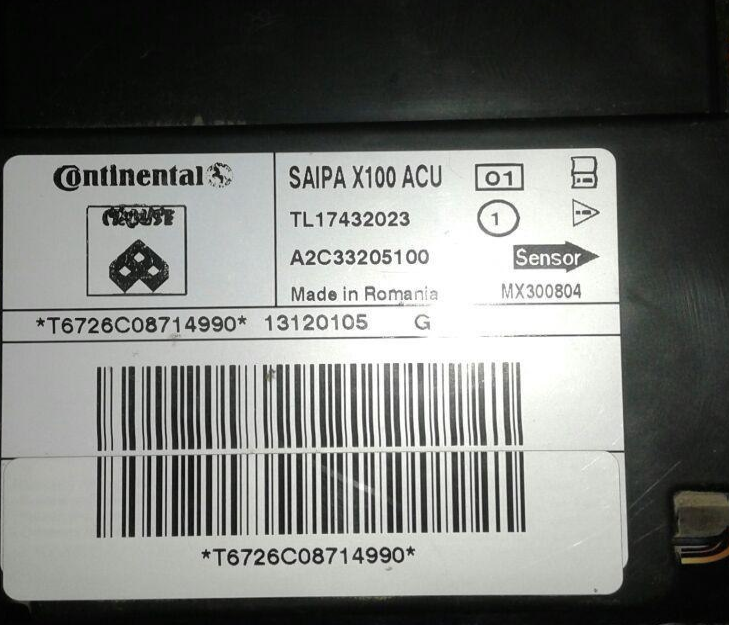 Continental
SAIPA X100 ACU 01
TL17432023 1
A2C33205100 Sensor
Made in Romania MX300804
*T6726C08714990* 13120105 G
*T6726C08714990*